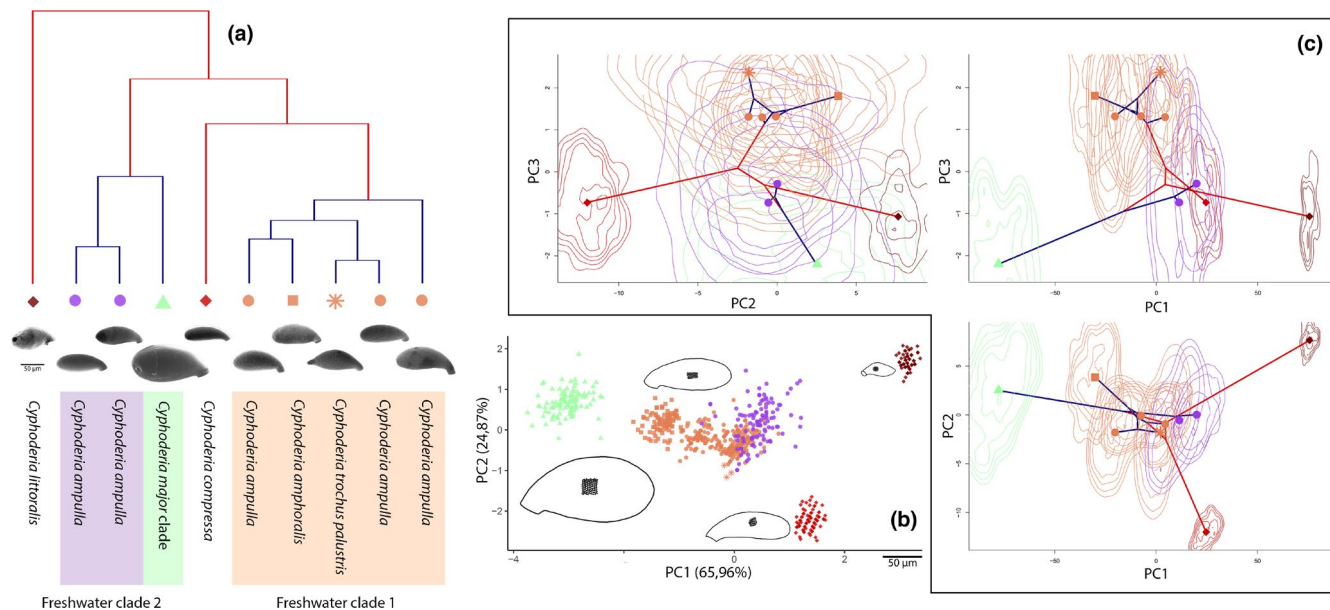 (a)
50 μm
Cyphoderia littoralis
Cyphoderia ampulla
Cyphoderia ampulla
Cyphoderia major clade
Cyphoderia compressa
Cyphoderia ampulla
Cyphoderia amphoralis
Cyphoderia trochus palustris
Cyphoderia ampulla
Cyphoderia ampulla
Freshwater clade 2
Freshwater clade 1
(c)
PC3
2
1
0
−1
−2
−10
−5
0
5
PC2
PC3
2
1
0
−1
−2
−50
0
50
PC1
(b)
PC2 (24,87%)
2
1
0
−1
−2
−4
−2
0
2
PC1 (65,96%)
50 μm
PC2
5
0
−5
−10
−50
0
50
PC1